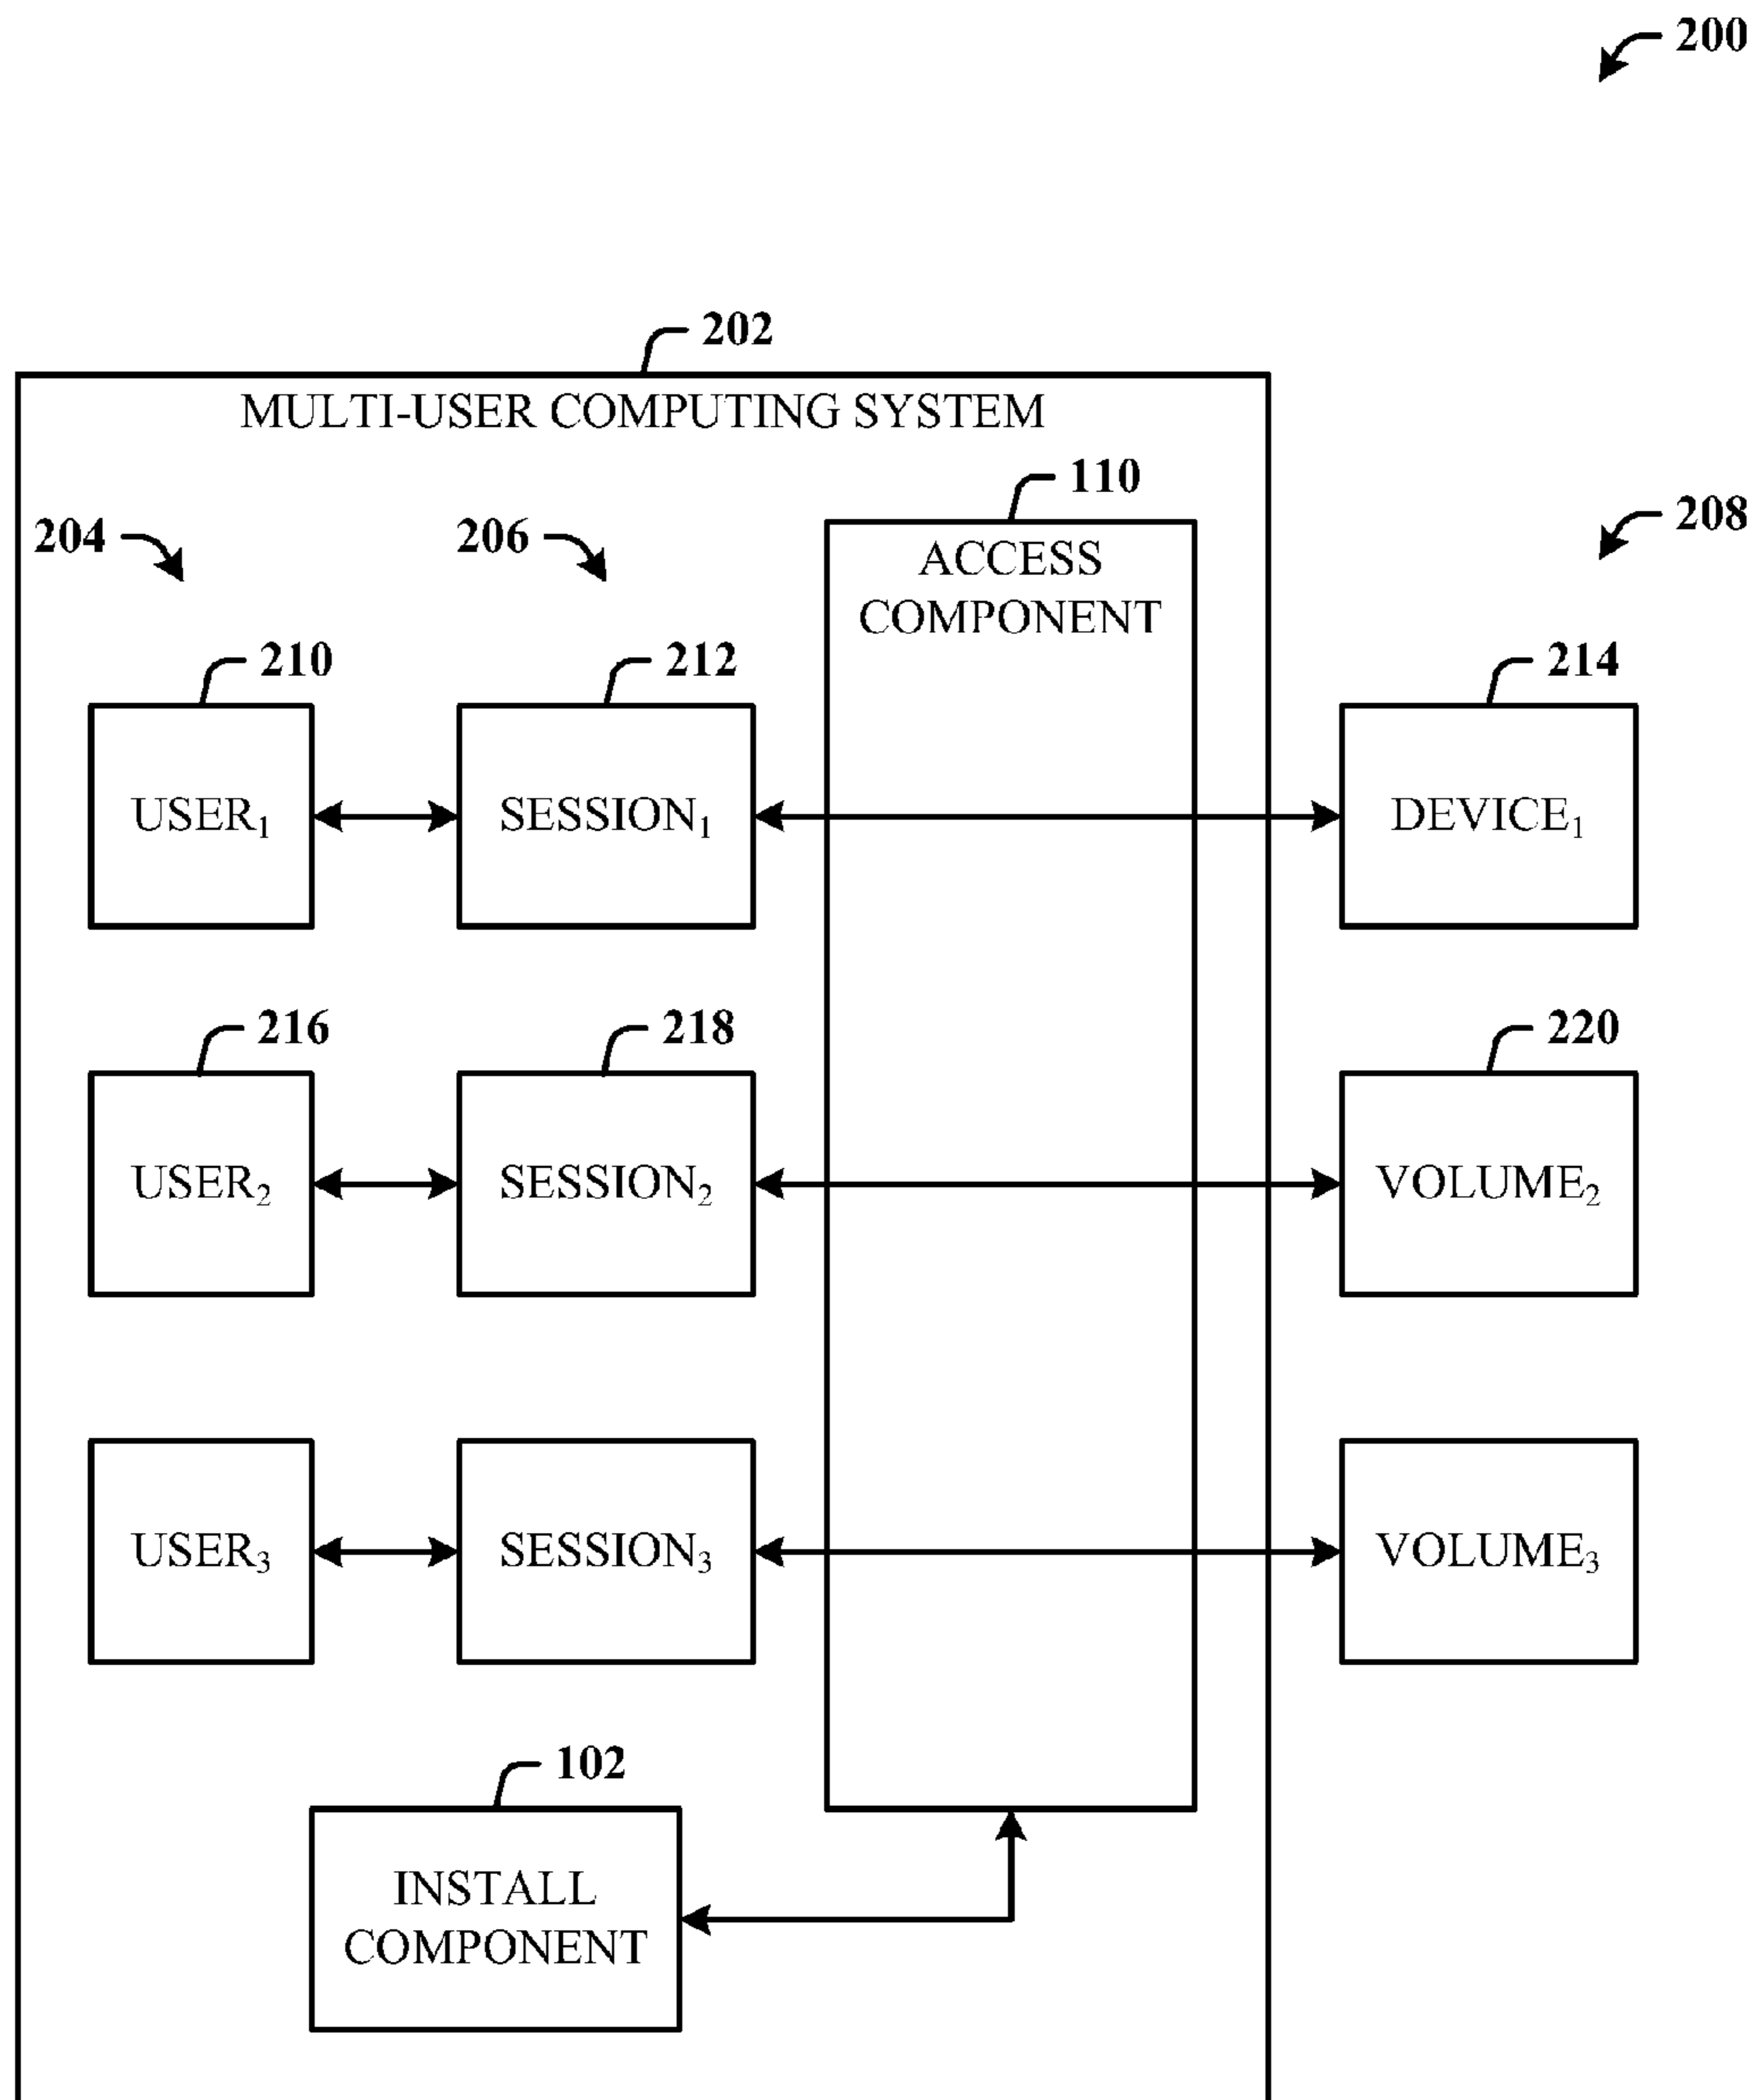 200
202
MULTI-USER COMPUTING SYSTEM
110
204
206
208
ACCESS
COMPONENT
210
212
214
USER₁
SESSION₁
DEVICE₁
216
218
220
USER₂
SESSION₂
VOLUME₂
USER₃
SESSION₃
VOLUME₃
102
INSTALL
COMPONENT